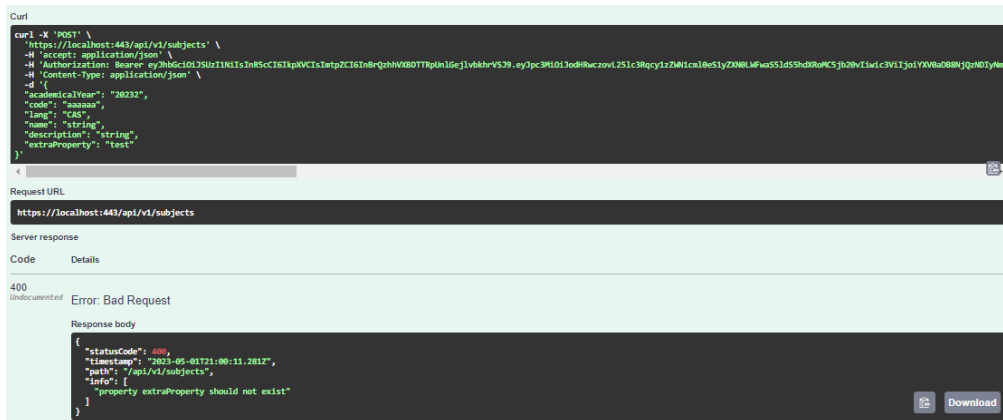 Curl
curl -X 'POST' \
'https://localhost:443/api/v1/subjects' \
-H 'accept: application/json' \
-H 'Authorization: Bearer
-H 'Content-Type: application/json' \
-d '{
"academicalYear": "20232",
"code": "aaaaaa",
"lang": "CAS",
"name": "string",
"description": "string",
"extraProperty": "test"
}'
Request URL
https://localhost:443/api/v1/subjects
Server response
Code Details
400
Undocumented
Error: Bad Request
Response body
{
"statusCode": 400,
"timestamp": "2023-05-01T21:00:11.281Z",
"path": "/api/v1/subjects",
"info": [
"property extraProperty should not exist"
]
}
Download